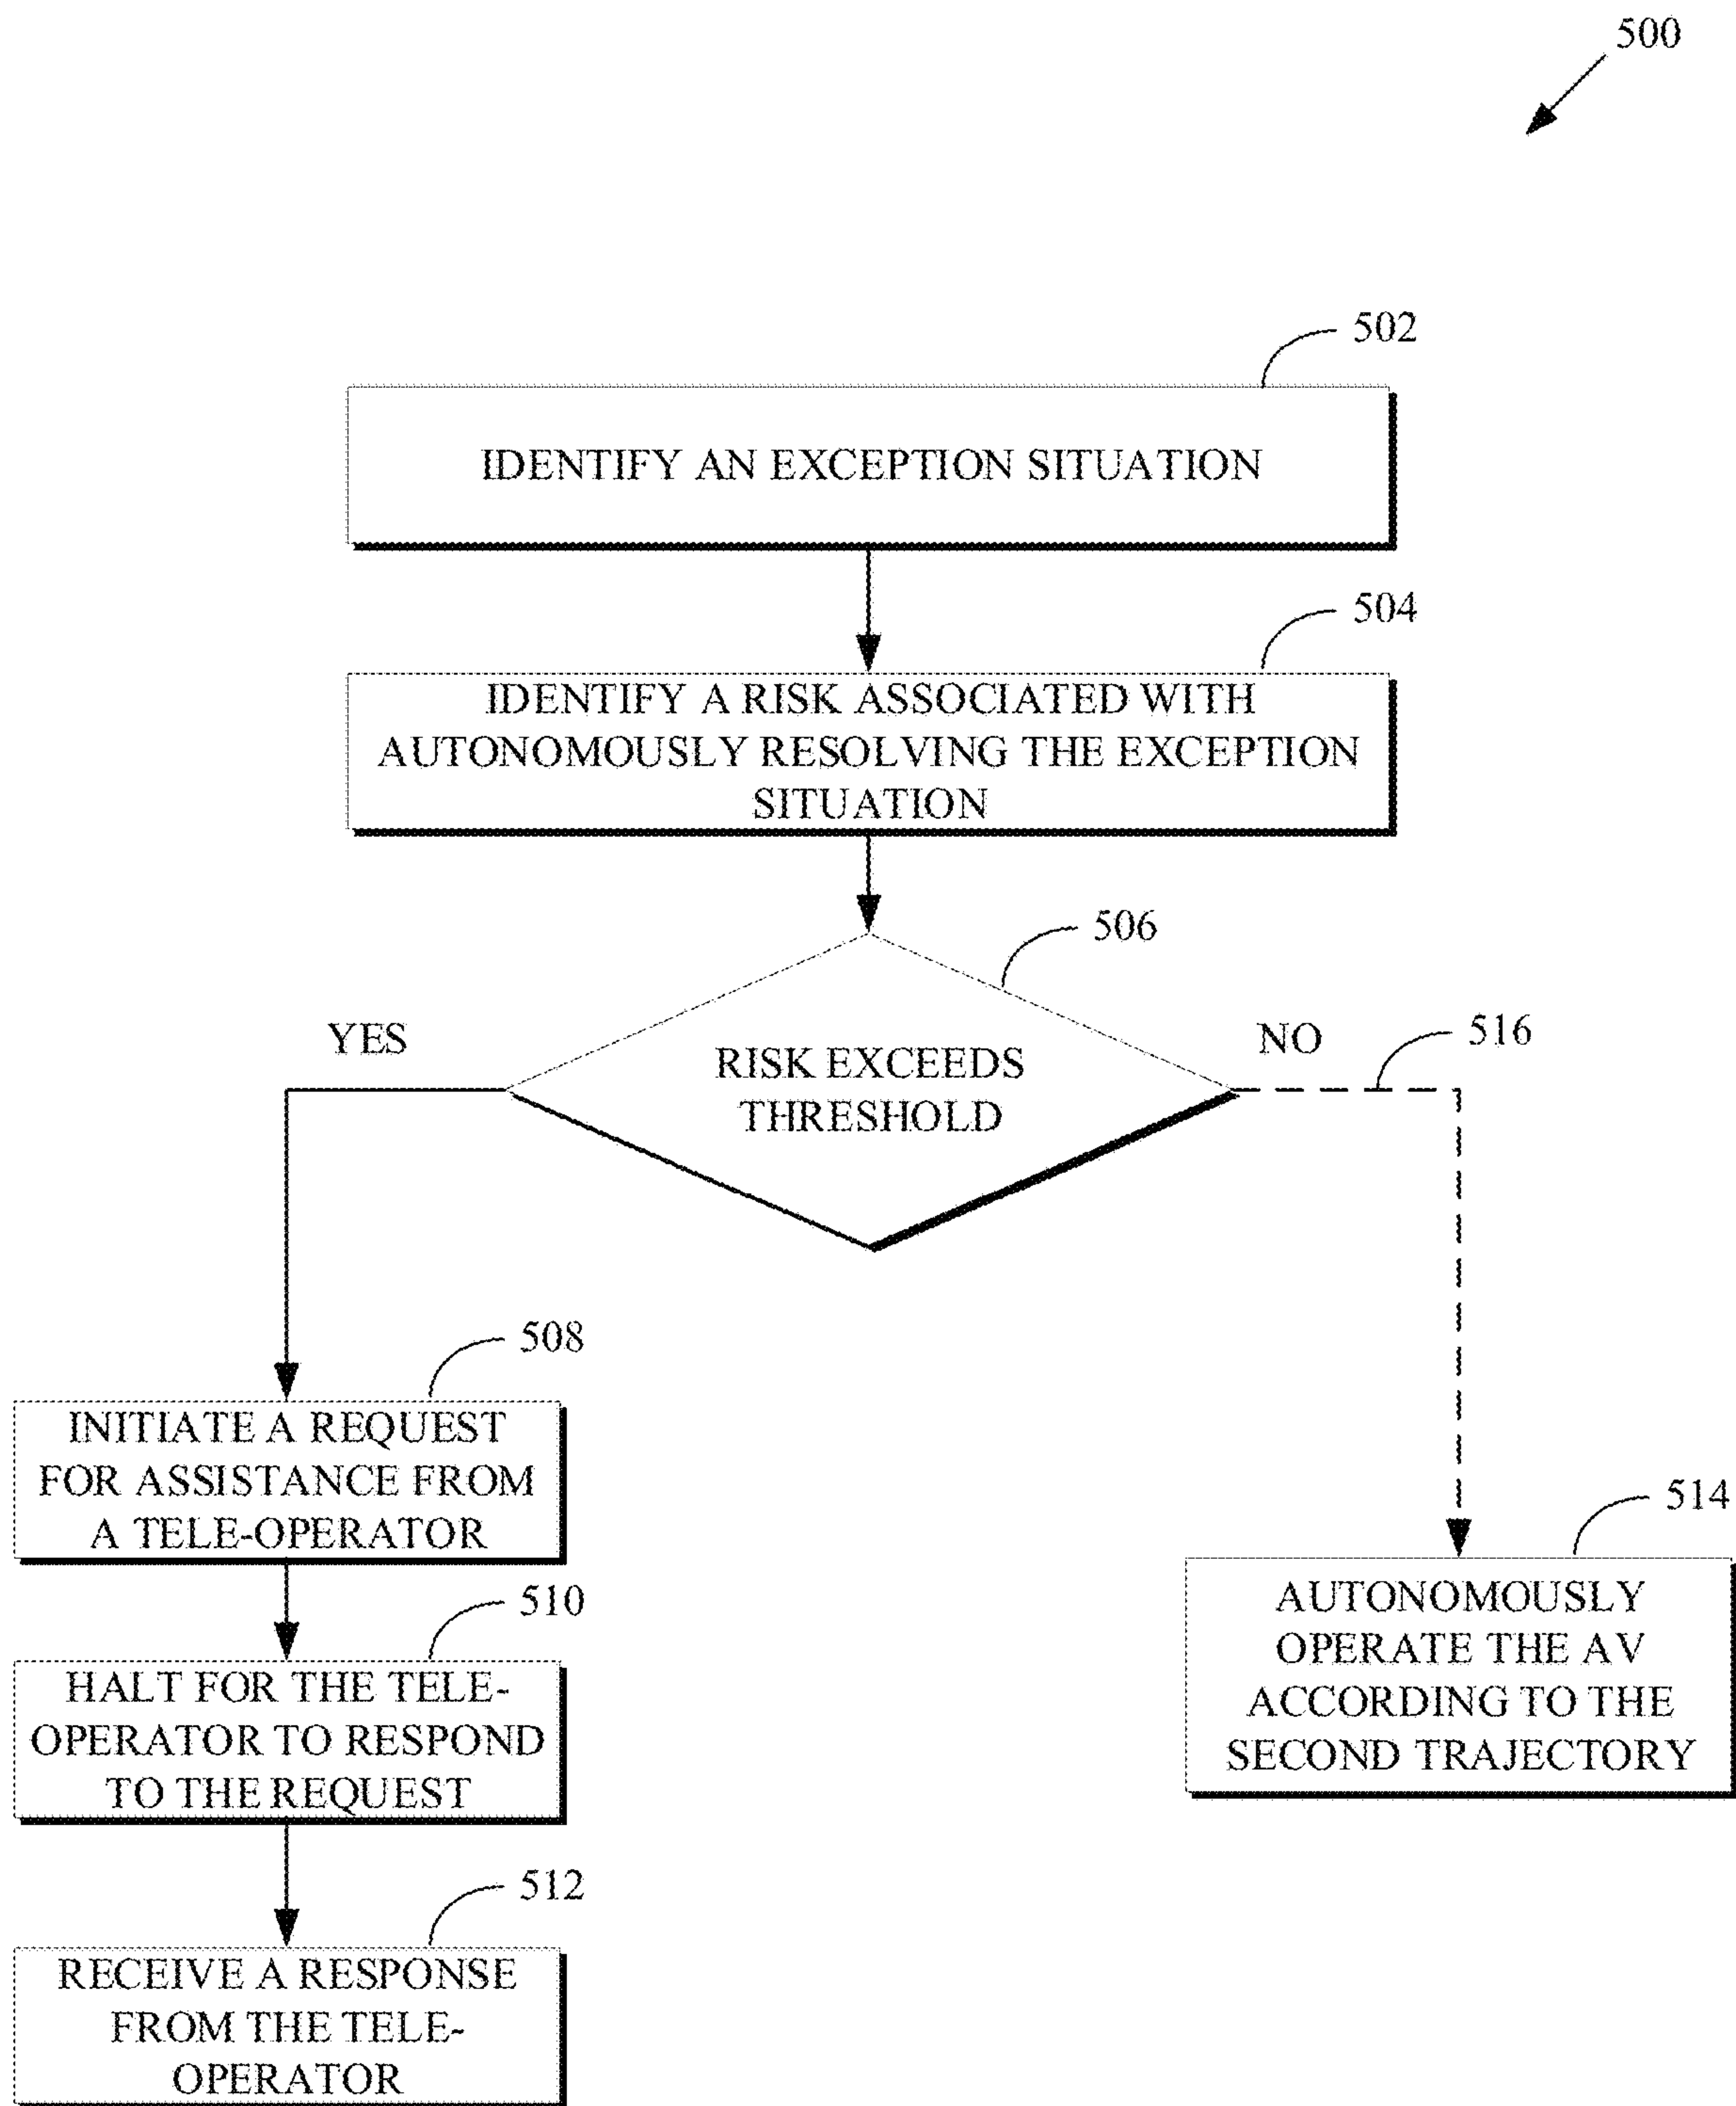 500
502
IDENTIFY AN EXCEPTION SITUATION
504
IDENTIFY A RISK ASSOCIATED WITH
AUTONOMOUSLY RESOLVING THE EXCEPTION
SITUATION
506
YES
NO
516
RISK EXCEEDS
THRESHOLD
508
INITIATE A REQUEST
FOR ASSISTANCE FROM
A TELE-OPERATOR
510
HALT FOR THE TELE-
OPERATOR TO RESPOND
TO THE REQUEST
512
RECEIVE A RESPONSE
FROM THE TELE-
OPERATOR
514
AUTONOMOUSLY
OPERATE THE AV
ACCORDING TO THE
SECOND TRAJECTORY